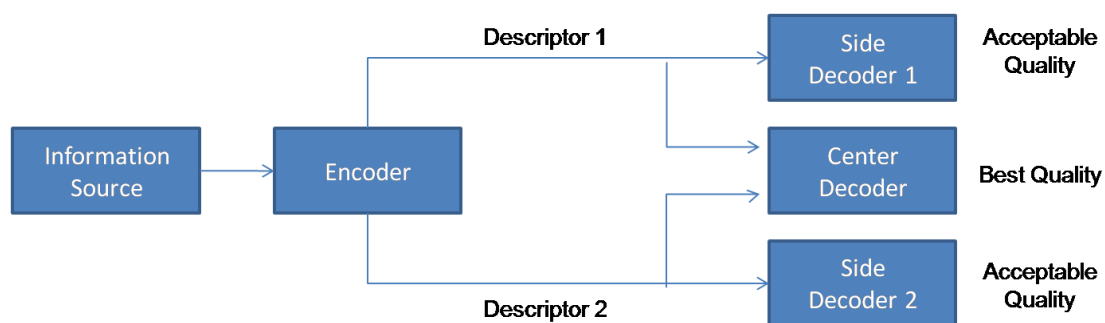 Descriptor 1
Side
Decoder 1
Acceptable
Quality
Information
Source
Encoder
Center
Decoder
Best Quality
Side
Decoder 2
Acceptable
Quality
Descriptor 2